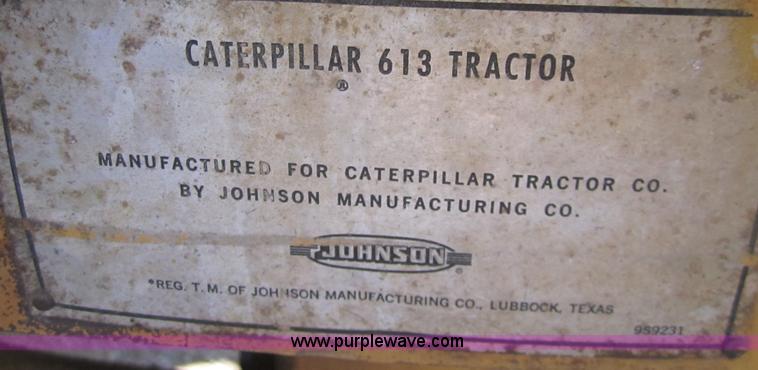 CATERPILLAR 613 TRACTOR
®
MANUFACTURED FOR CATERPILLAR TRACTOR CO.
BY JOHNSON MANUFACTURING CO.
JOHNSON ®
*REG. T. M. OF JOHNSON MANUFACTURING CO., LUBBOCK, TEXAS
9S9231
www.purplewave.com